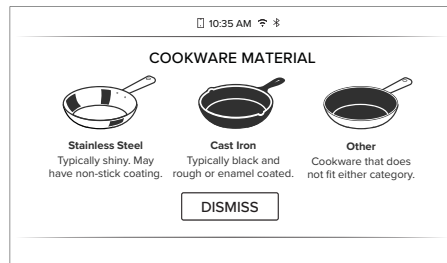 10:35 AM
COOKWARE MATERIAL
Stainless Steel
Typically shiny. May
have non-stick coating.
Cast Iron
Typically black and
rough or enamel coated.
Other
Cookware that does
not fit either category.
DISMISS